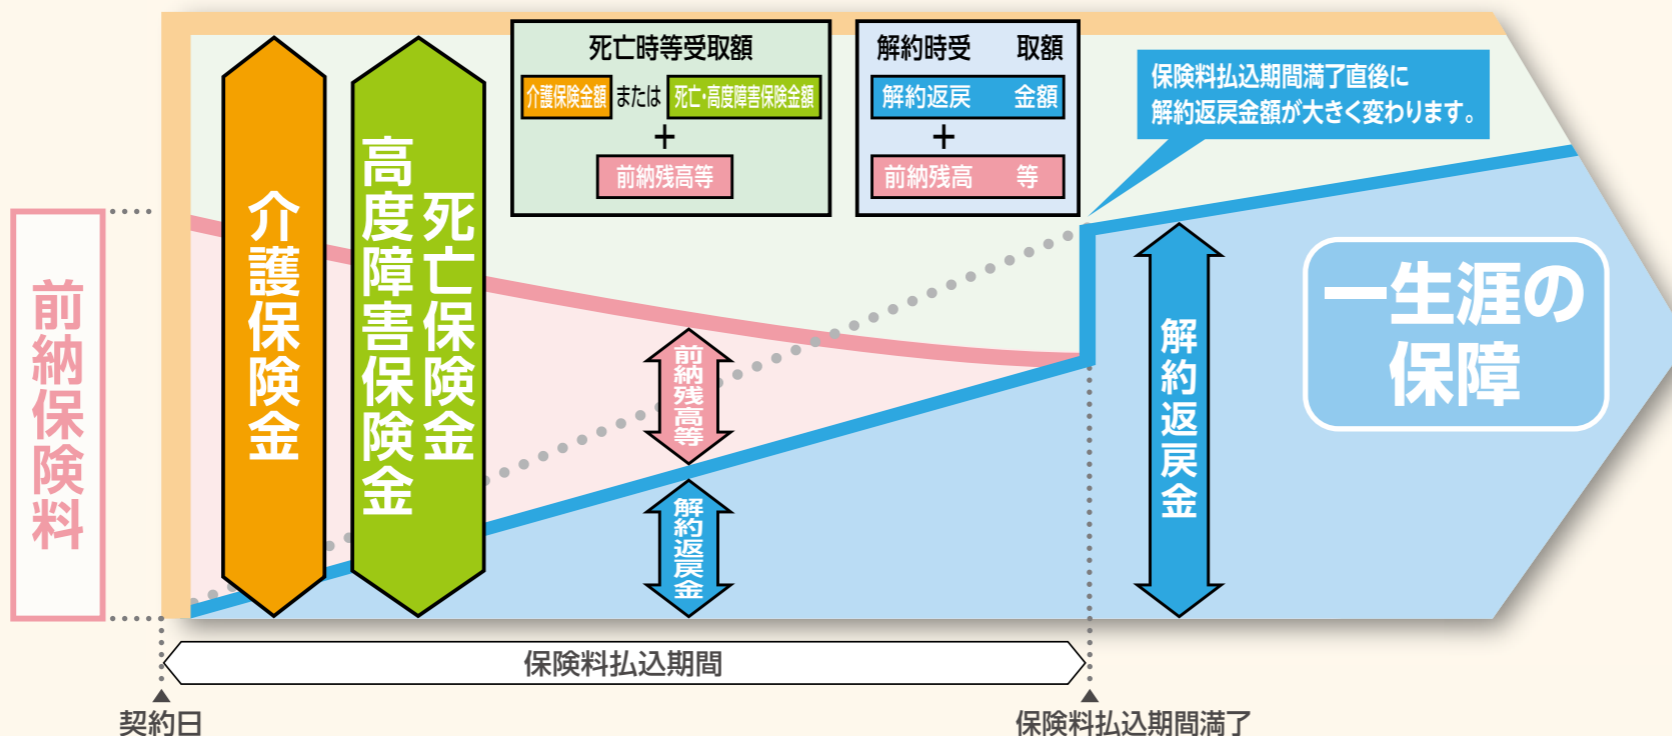 死亡時等受取額
介護保険金額 または 死亡・高度障害保険金額
+
前納残高等
解約時受 取額
解約返戻 金額
+
前納残高 等
保険料払込期間満了直後に
解約返戻金額が大きく変わります。
前納保険料
介護保険金
死亡保険金
高度障害保険金
前納残高等
解約返戻金
解約返戻金
一生涯の
保障
保険料払込期間
契約日
保険料払込期間満了